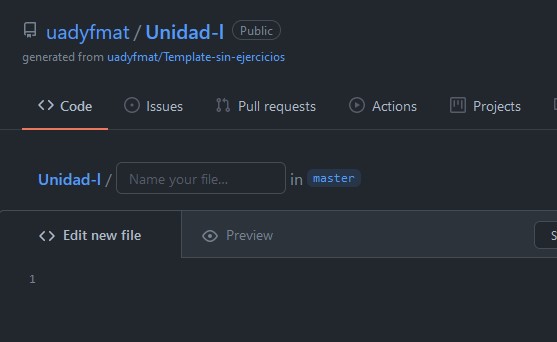 uadyfmat / Unidad-l Public
generated from uadyfmat/Template-sin-ejercicios
Code Issues Pull requests Actions Projects
Unidad-l / Name your file... in master
Edit new file Preview S
1